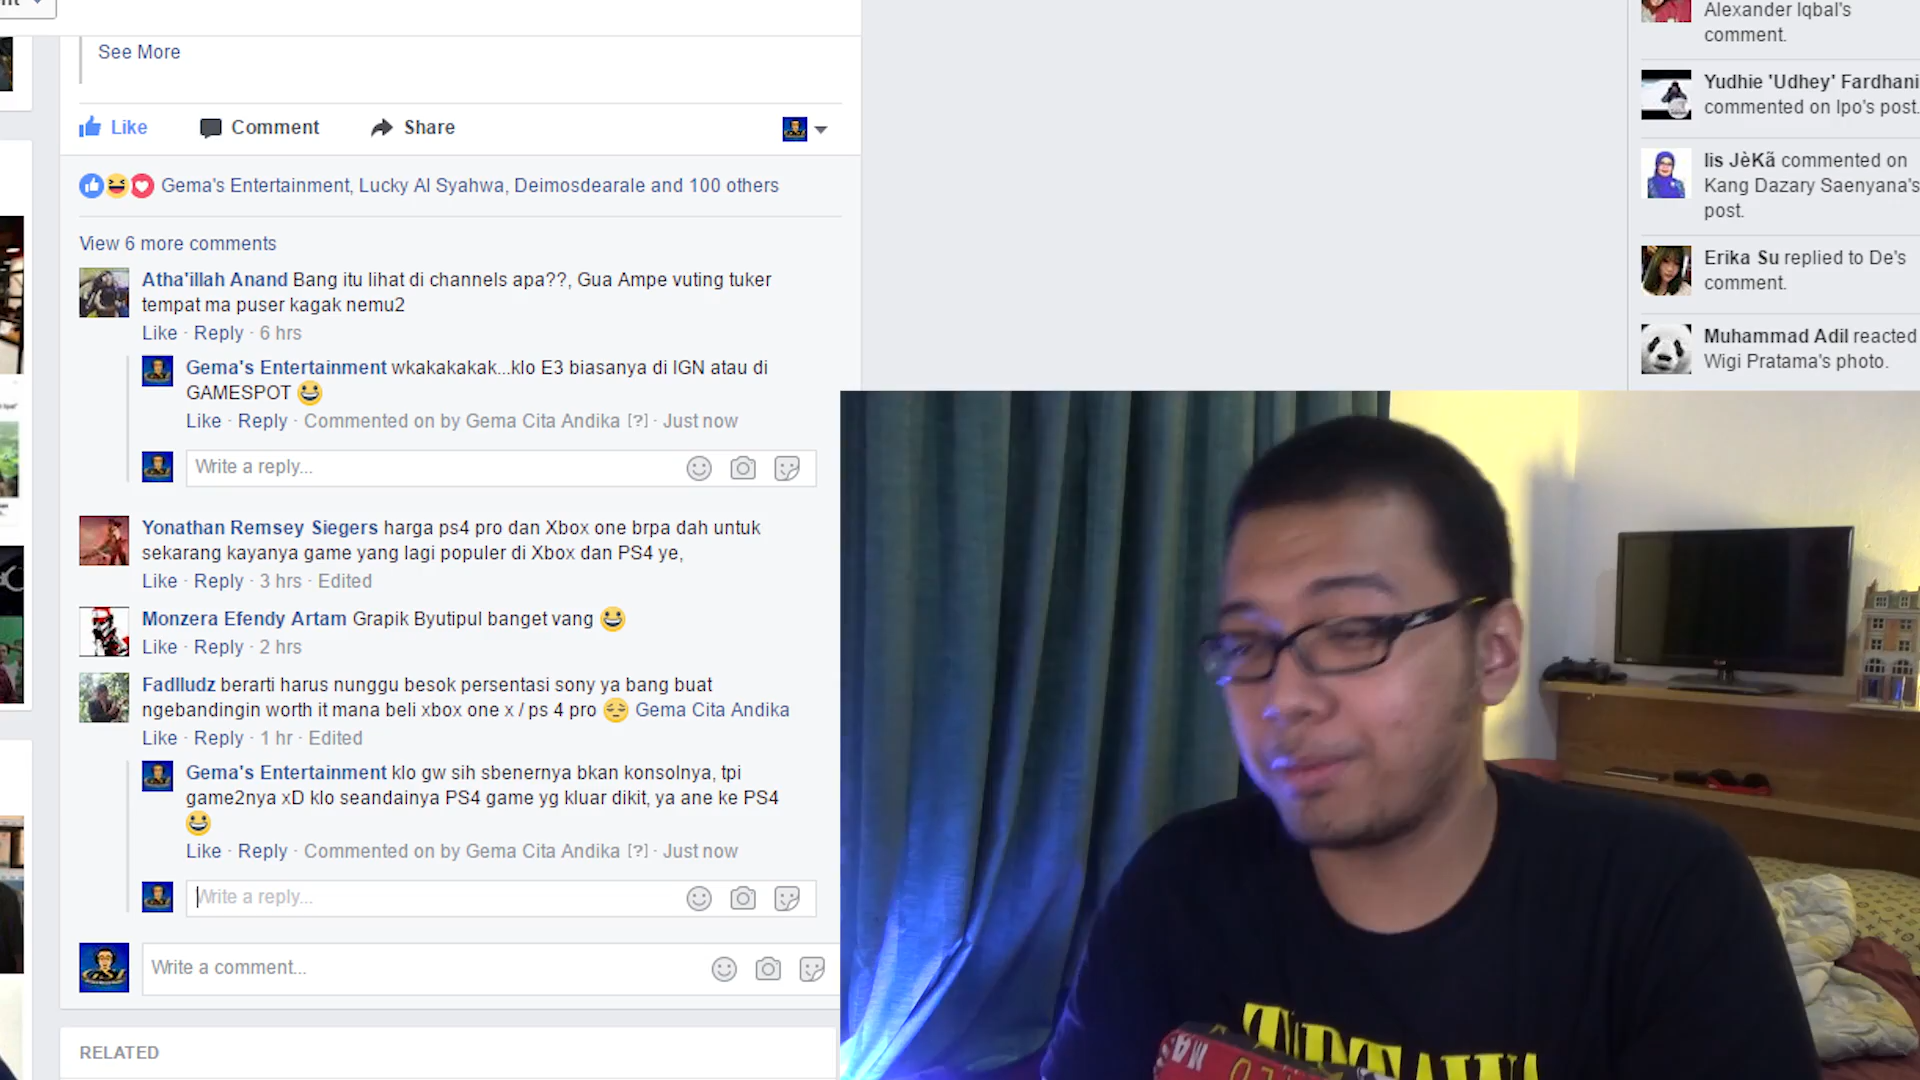 See More
Like Comment Share
Gema's Entertainment, Lucky Al Syahwa, Deimosdearale and 100 others
View 6 more comments
Atha'illah Anand Bang itu lihat di channels apa??, Gua Ampe vuting tuker
tempat ma puser kagak nemu2
Like · Reply · 6 hrs
Gema's Entertainment wkakakakak...klo E3 biasanya di IGN atau di
GAMESPOT 😀
Like · Reply · Commented on by Gema Cita Andika [?] · Just now
Write a reply...
Yonathan Remsey Siegers harga ps4 pro dan Xbox one brpa dah untuk
sekarang kayanya game yang lagi populer di Xbox dan PS4 ye,
Like · Reply · 3 hrs · Edited
Monzera Efendy Artam Grapik Byutipul banget vang 😀
Like · Reply · 2 hrs
Fadlludz berarti harus nunggu besok persentasi sony ya bang buat
ngebandingin worth it mana beli xbox one x / ps 4 pro 😔 Gema Cita Andika
Like · Reply · 1 hr · Edited
Gema's Entertainment klo gw sih sbenernya bkan konsolnya, tpi
game2nya xD klo seandainya PS4 game yg kluar dikit, ya ane ke PS4
😀
Like · Reply · Commented on by Gema Cita Andika [?] · Just now
Write a reply...
Write a comment...
RELATED
Alexander Iqbal's
comment.
Yudhie 'Udhey' Fardhani
commented on Ipo's post.
Iis JèKã commented on
Kang Dazary Saenyana's
post.
Erika Su replied to De's
comment.
Muhammad Adil reacted
Wigi Pratama's photo.